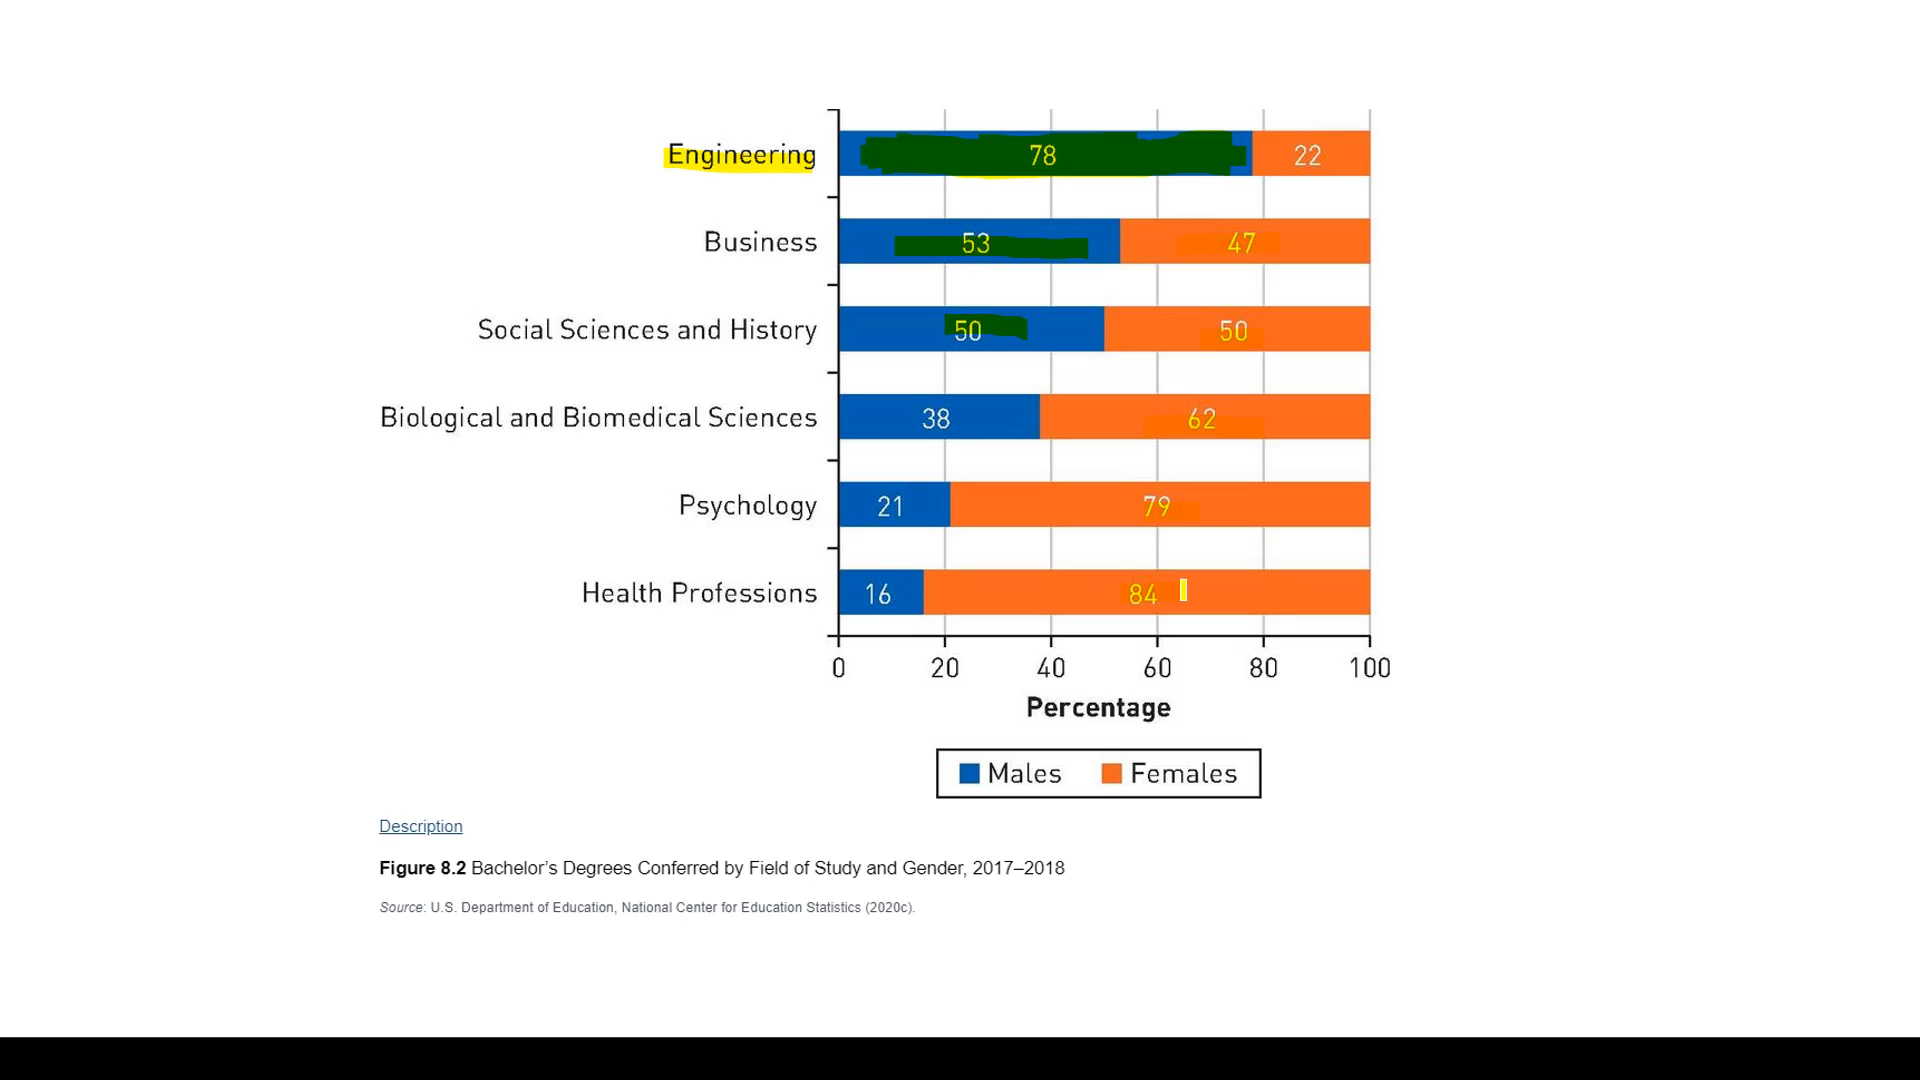 Engineering 78 22
Business 53 47
Social Sciences and History 50 50
Biological and Biomedical Sciences 38 62
Psychology 21 79
Health Professions 16 84
0 20 40 60 80 100
Percentage
Males Females
Description
Figure 8.2 Bachelor’s Degrees Conferred by Field of Study and Gender, 2017–2018
Source: U.S. Department of Education, National Center for Education Statistics (2020c).